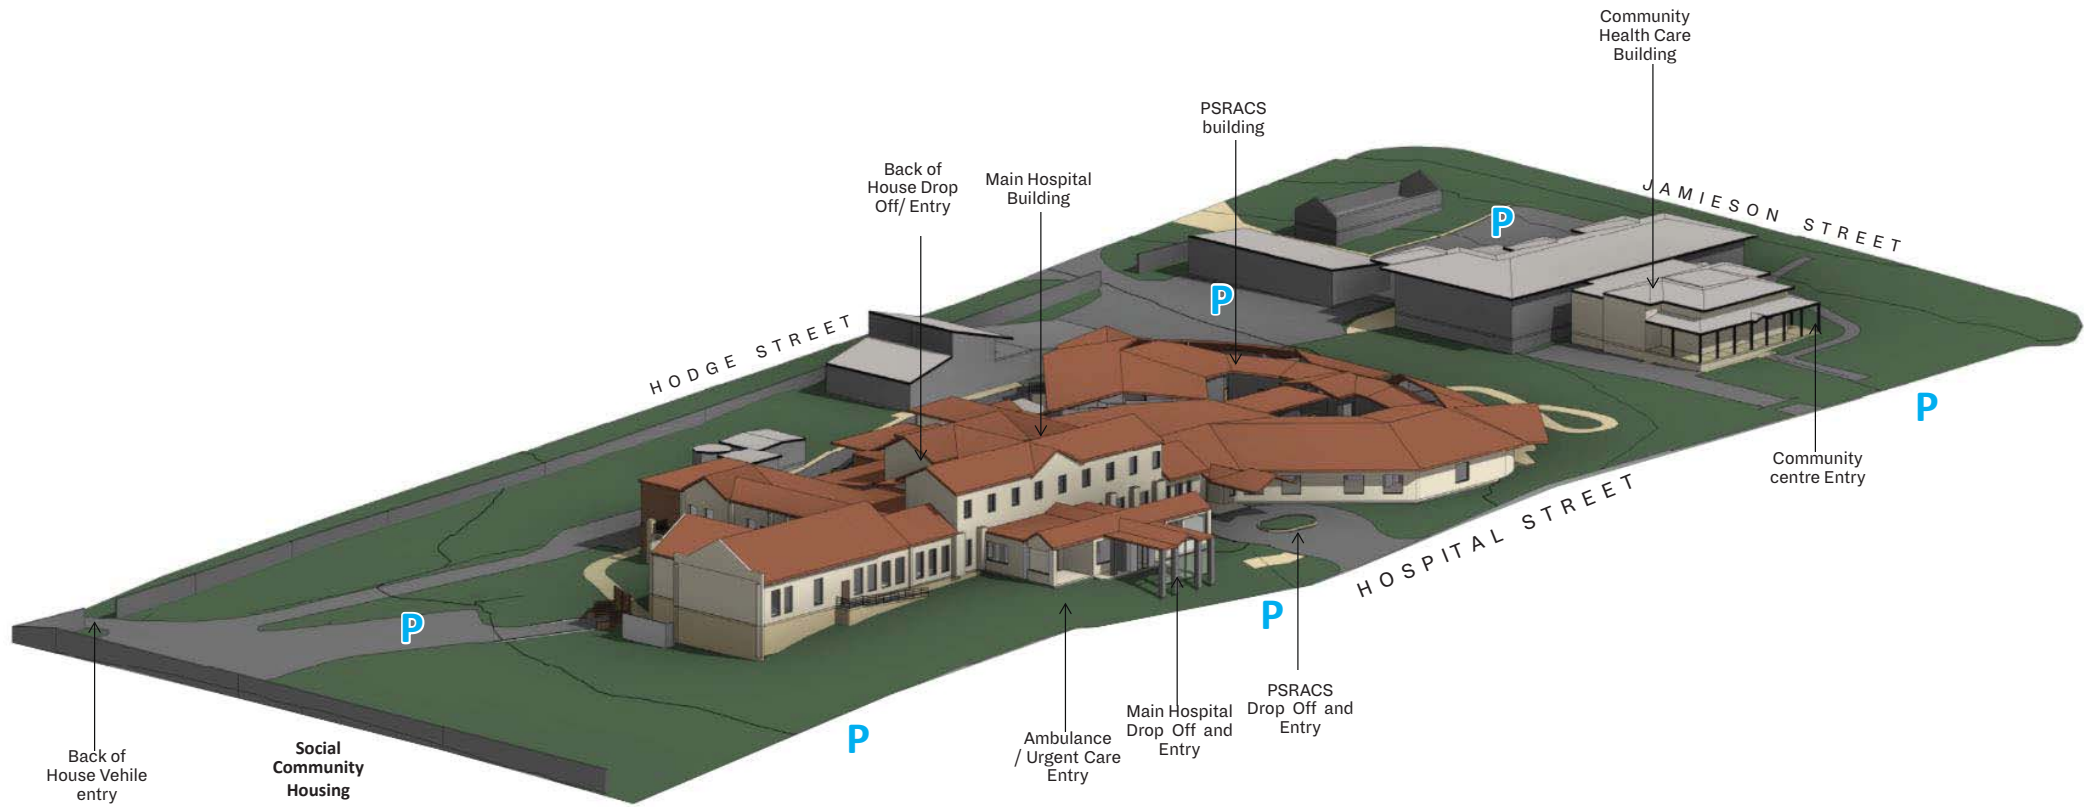 Community
Health Care
Building
PSRACS
building
Back of
House Drop
Off/ Entry
Main Hospital
Building
JAMIESON STREET
P
P
HODGE STREET
P
Community
centre Entry
HOSPITAL STREET
P
P
P
PSRACS
Drop Off and
Entry
Main Hospital
Drop Off and
Entry
Ambulance
/ Urgent Care
Entry
Social
Community
Housing
Back of
House Vehile
entry